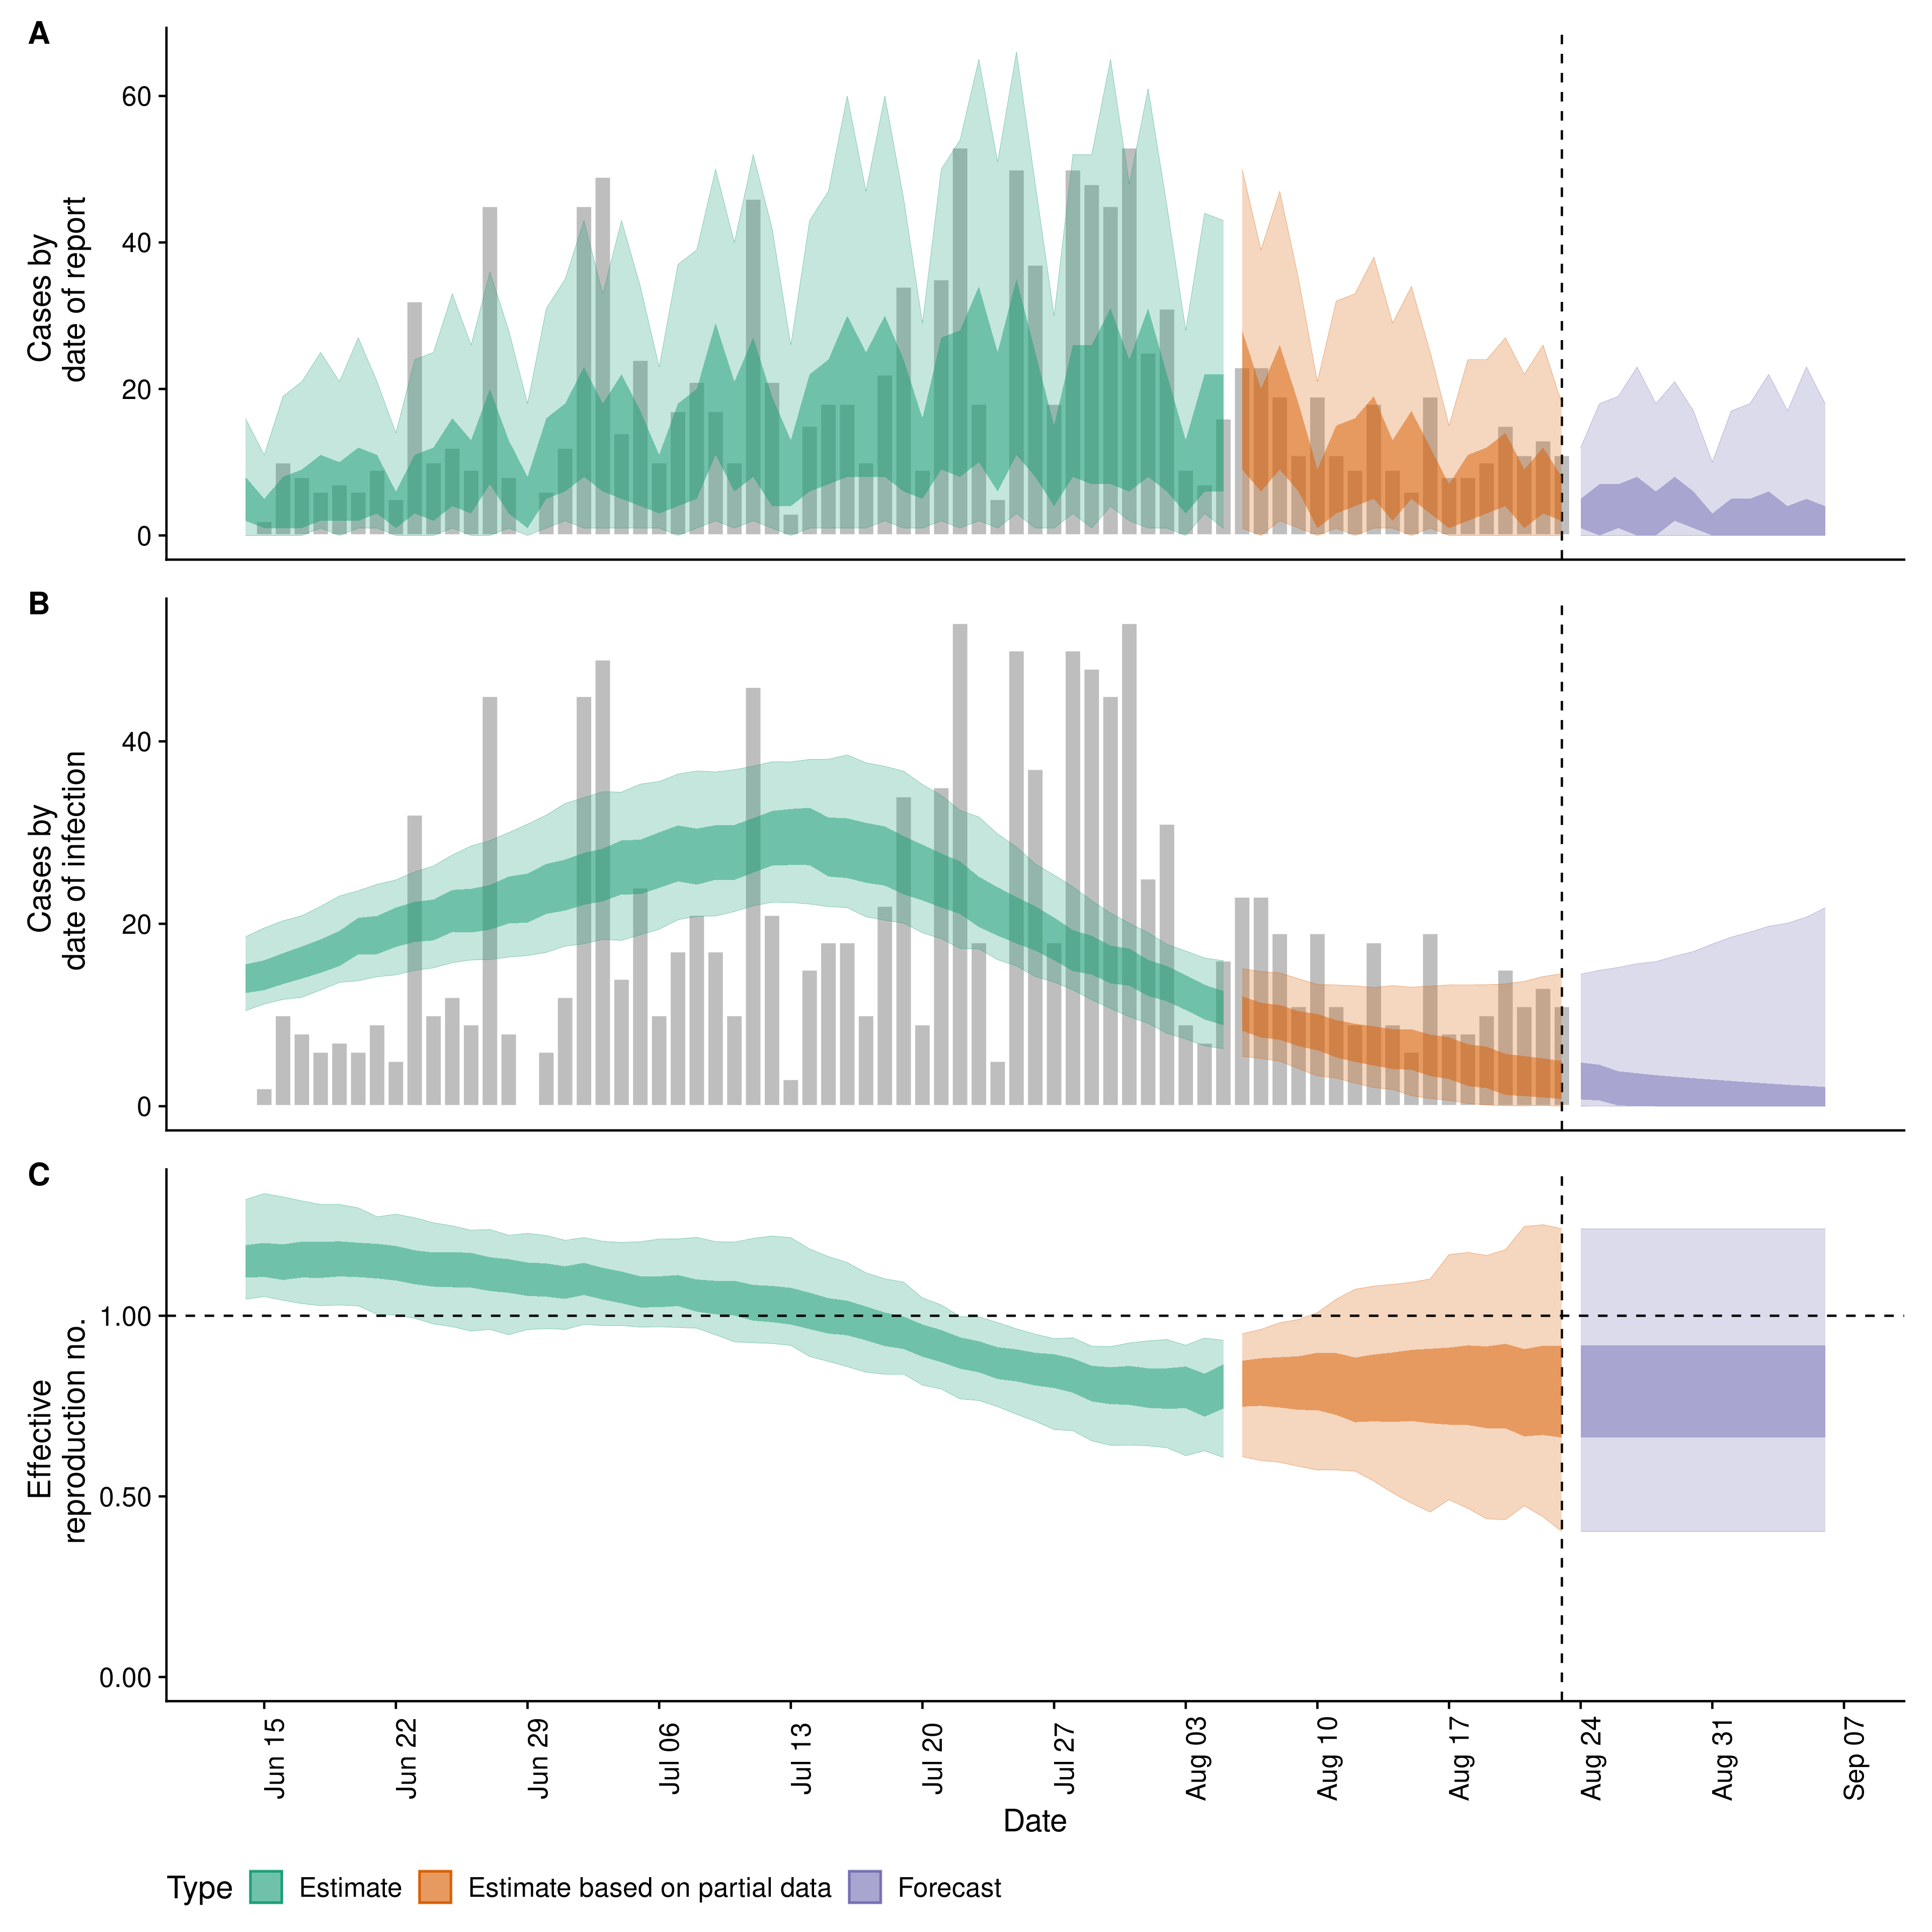 A
Cases by
date of report
60
40
20
0
B
Cases by
date of infection
40
20
0
C
Effective
reproduction no.
1.00
0.50
0.00
Jun 15
Jun 22
Jun 29
Jul 06
Jul 13
Jul 20
Jul 27
Aug 03
Aug 10
Aug 17
Aug 24
Aug 31
Sep 07
Date
Type Estimate Estimate based on partial data Forecast